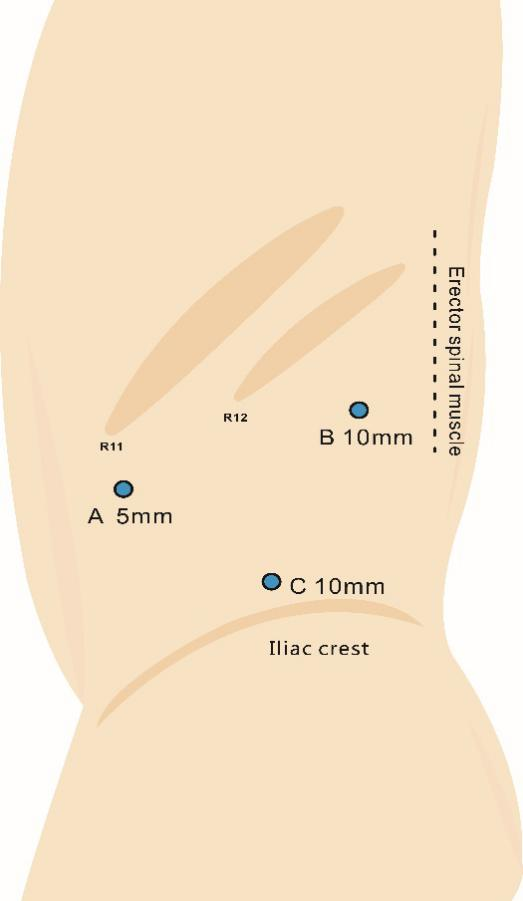 Erector spinal muscle
R12
B 10mm
R11
A 5mm
C 10mm
Iliac crest